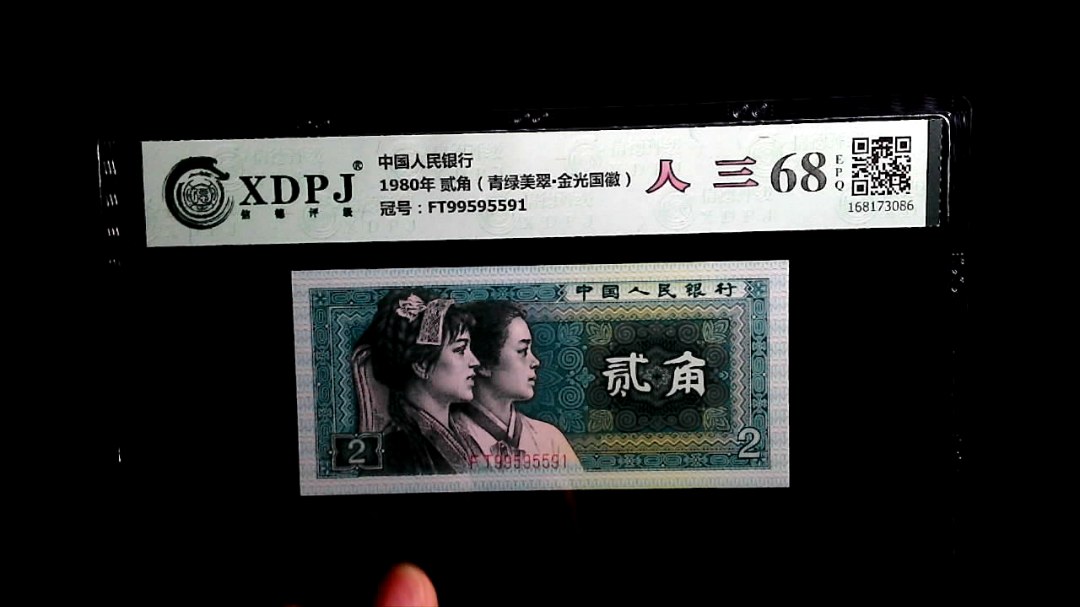 XDPJ®
信德评级
中国人民银行
1980年 贰角（青绿美翠·金光国徽）
冠号：FT99595591
人 三 68
EPQ
168173086
中国人民银行
贰角
2
2
FT99595591